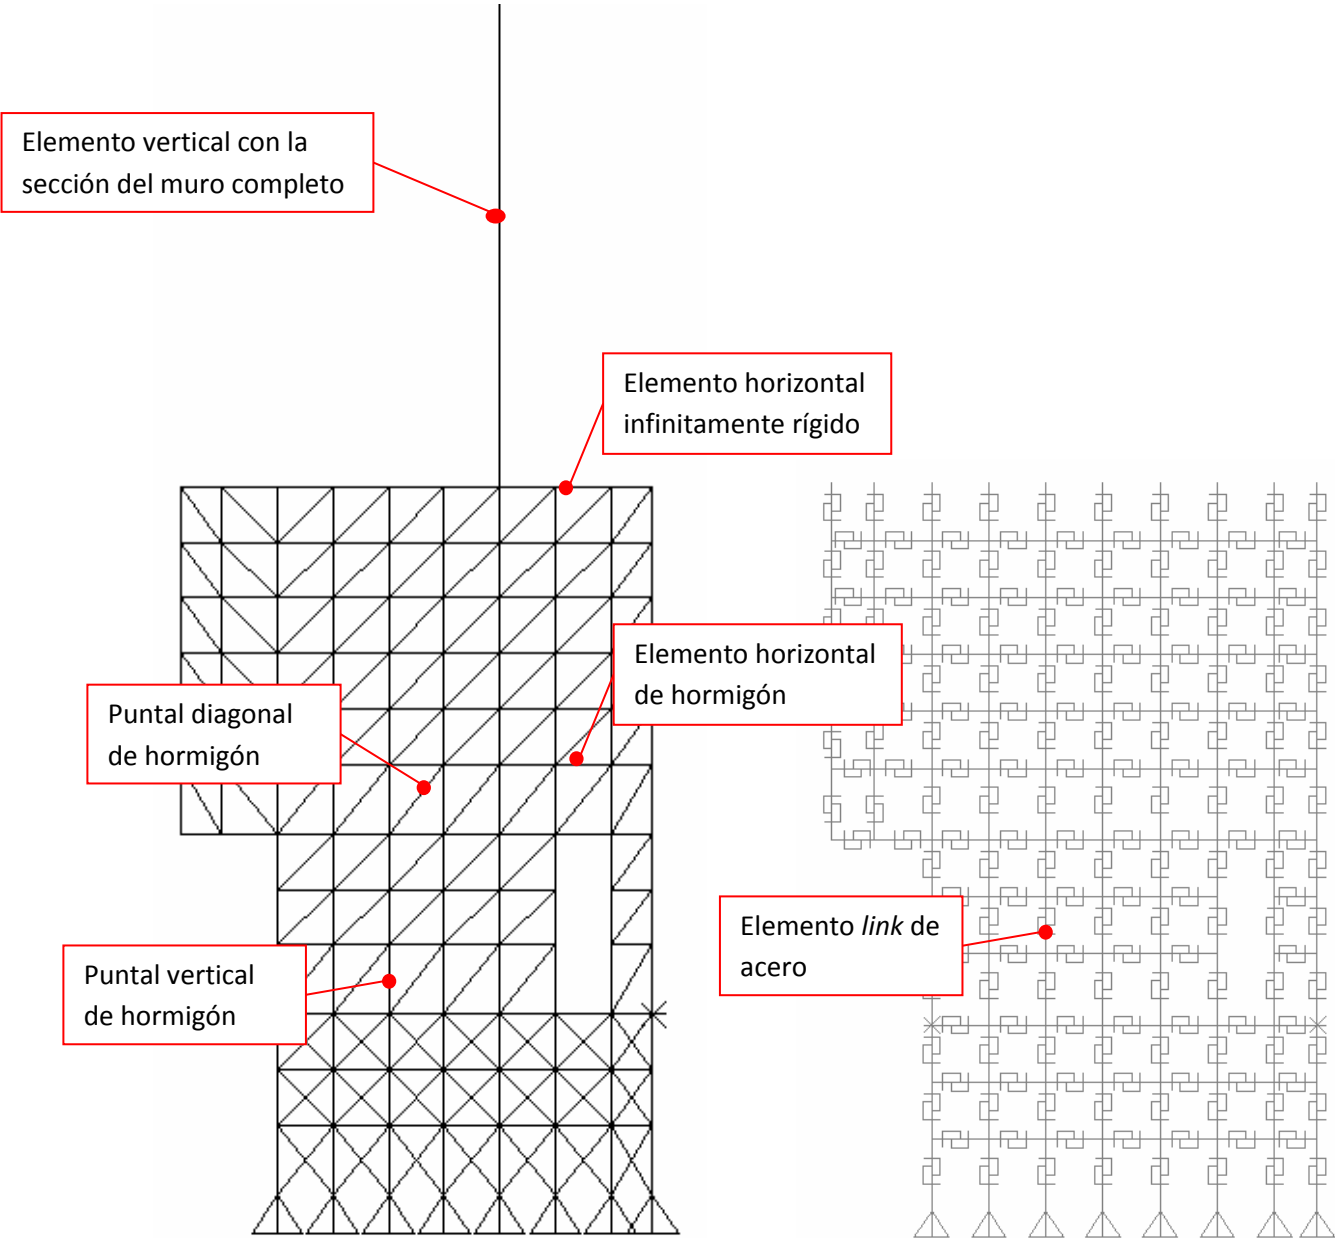 Elemento vertical con la
sección del muro completo
Elemento horizontal
infinitamente rígido
Elemento horizontal
de hormigón
Puntal diagonal
de hormigón
Elemento link de
acero
Puntal vertical
de hormigón